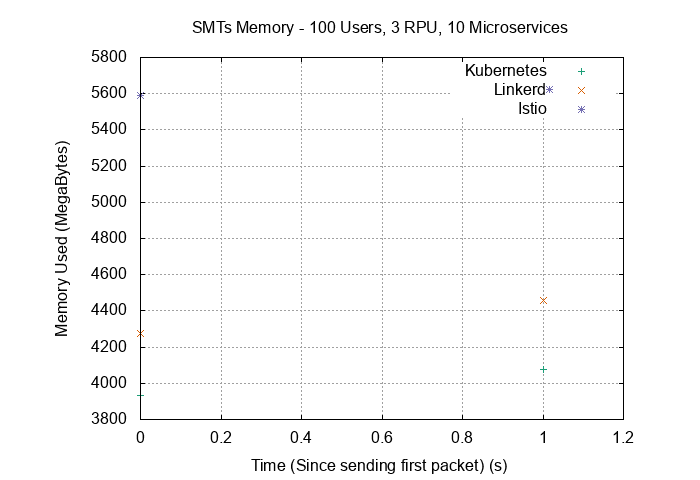 SMTs Memory - 100 Users, 3 RPU, 10 Microservices
5800
5600
5400
5200
5000
4800
4600
4400
4200
4000
3800
Memory Used (MegaBytes)
Kubernetes
Linkerd
Istio
0 0.2 0.4 0.6 0.8 1 1.2
Time (Since sending first packet) (s)